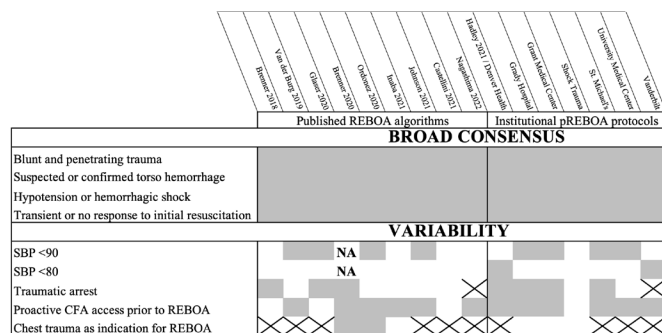 Brenner 2018
Van der Burg 2019
Glaser 2020
Brenner 2020
Ordonez 2020
Inaba 2021
Johnson 2021
Castellini 2021
Nagashima 2022
Hadley 2021 / Denver Health
Grady Hospital
Grant Medical Center
Shock Trauma
St. Michael's
University Medical Center
Vanderbilt
Published REBOA algorithms
Institutional pREBOA protocols
BROAD CONSENSUS
Blunt and penetrating trauma
Suspected or confirmed torso hemorrhage
Hypotension or hemorrhagic shock
Transient or no response to initial resuscitation
VARIABILITY
SBP <90 NA
SBP <80 NA
Traumatic arrest
Proactive CFA access prior to REBOA
Chest trauma as indication for REBOA